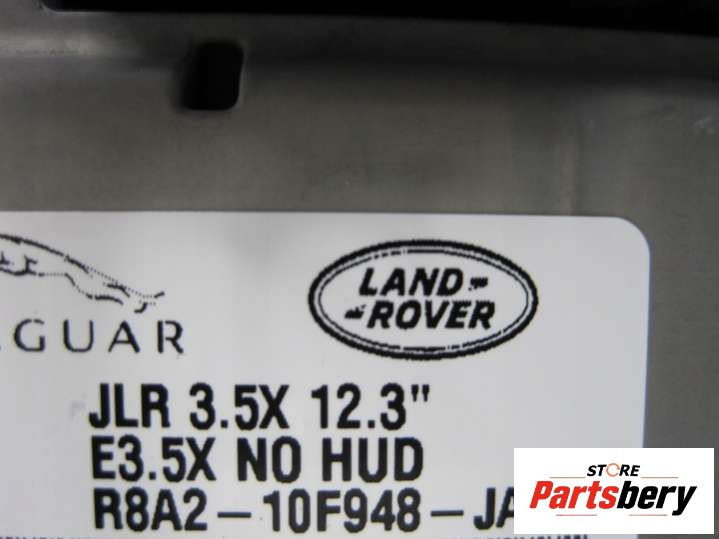 LAND-
ROVER
GUAR
JLR 3.5X 12.3"
E3.5X NO HUD
R8A2-10F948-JA
STORE
Partsbery